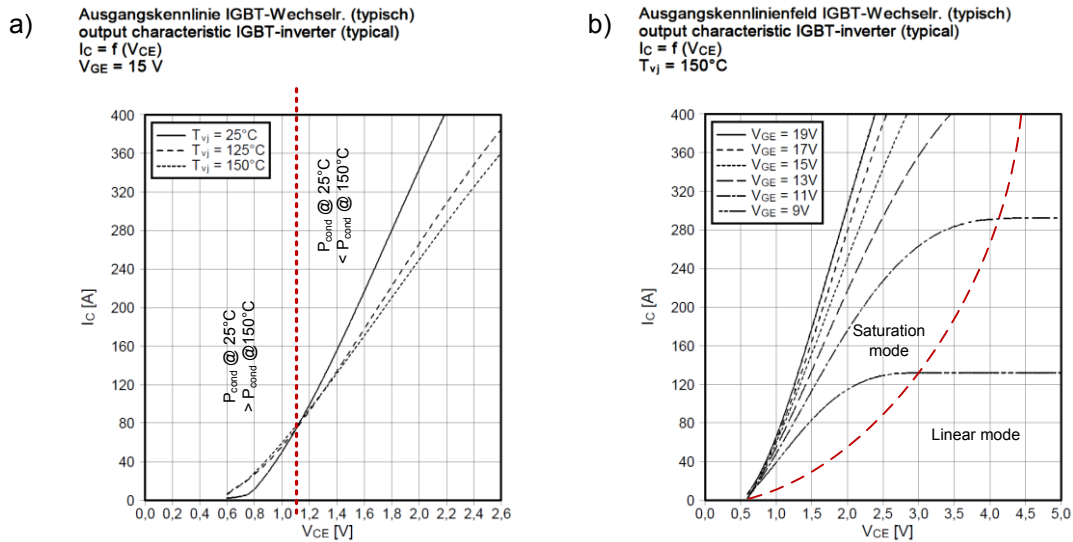 a)
Ausgangskennlinie IGBT-Wechselr. (typisch)
output characteristic IGBT-inverter (typical)
IC = f (VCE)
VGE = 15 V
400
360
320
280
240
200
160
120
80
40
0
IC [A]
Tvj = 25°C
Tvj = 125°C
Tvj = 150°C
Pcond @ 25°C
> Pcond @150°C
Pcond @ 25°C
< Pcond @ 150°C
0,0 0,2 0,4 0,6 0,8 1,0 1,2 1,4 1,6 1,8 2,0 2,2 2,4 2,6
VCE [V]
b)
Ausgangskennlinienfeld IGBT-Wechselr. (typisch)
output characteristic IGBT-inverter (typical)
IC = f (VCE)
Tvj = 150°C
400
360
320
280
240
200
160
120
80
40
0
IC [A]
VGE = 19V
VGE = 17V
VGE = 15V
VGE = 13V
VGE = 11V
VGE = 9V
Saturation
mode
Linear mode
0,0 0,5 1,0 1,5 2,0 2,5 3,0 3,5 4,0 4,5 5,0
VCE [V]